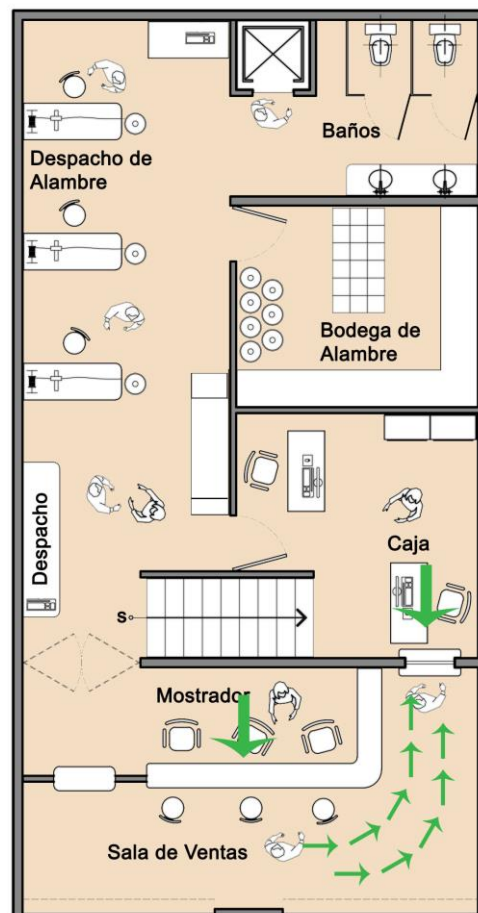 Baños
Despacho de
Alambre
Bodega de
Alambre
Despacho
Caja
S
Mostrador
Sala de Ventas